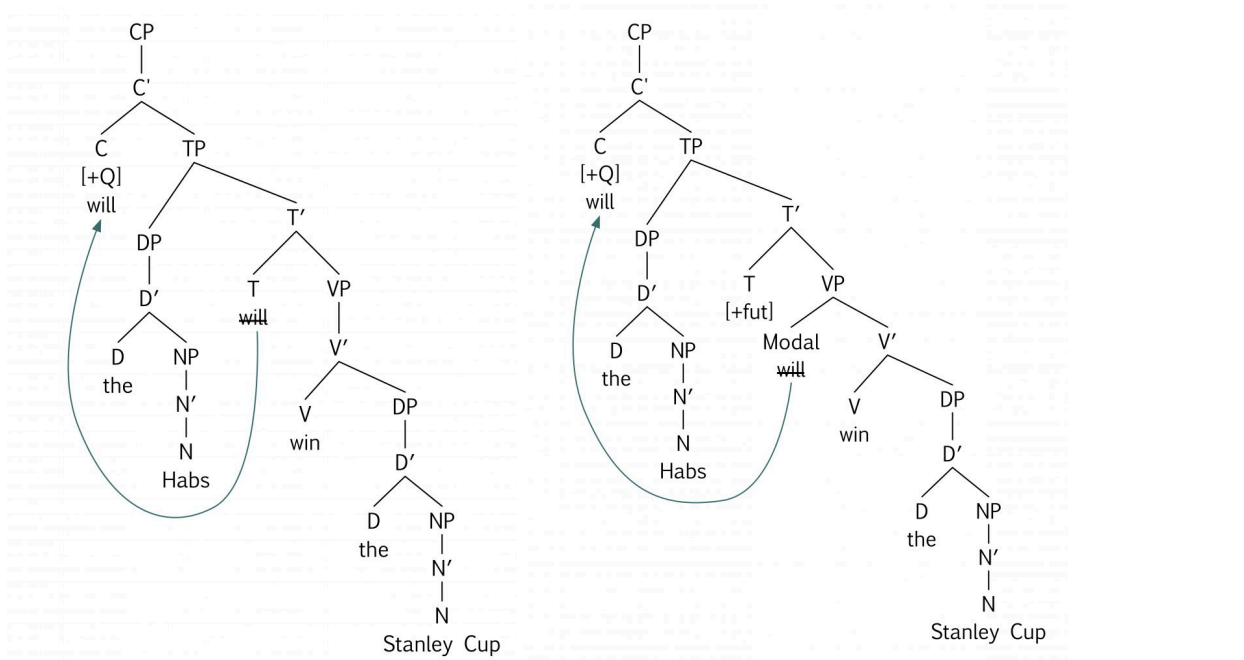 CP
C'
C TP
[+Q]
will
T′
DP
D′
T VP
will
D NP
the
V′
N′
V DP
win
N
Habs
D′
D NP
the
N′
N
Stanley Cup
CP
C'
C TP
[+Q]
will
T′
DP
T VP
[+fut]
D′
Modal V′
will
D NP
the
N′
V DP
win
N
Habs
D′
D NP
the
N′
N
Stanley Cup